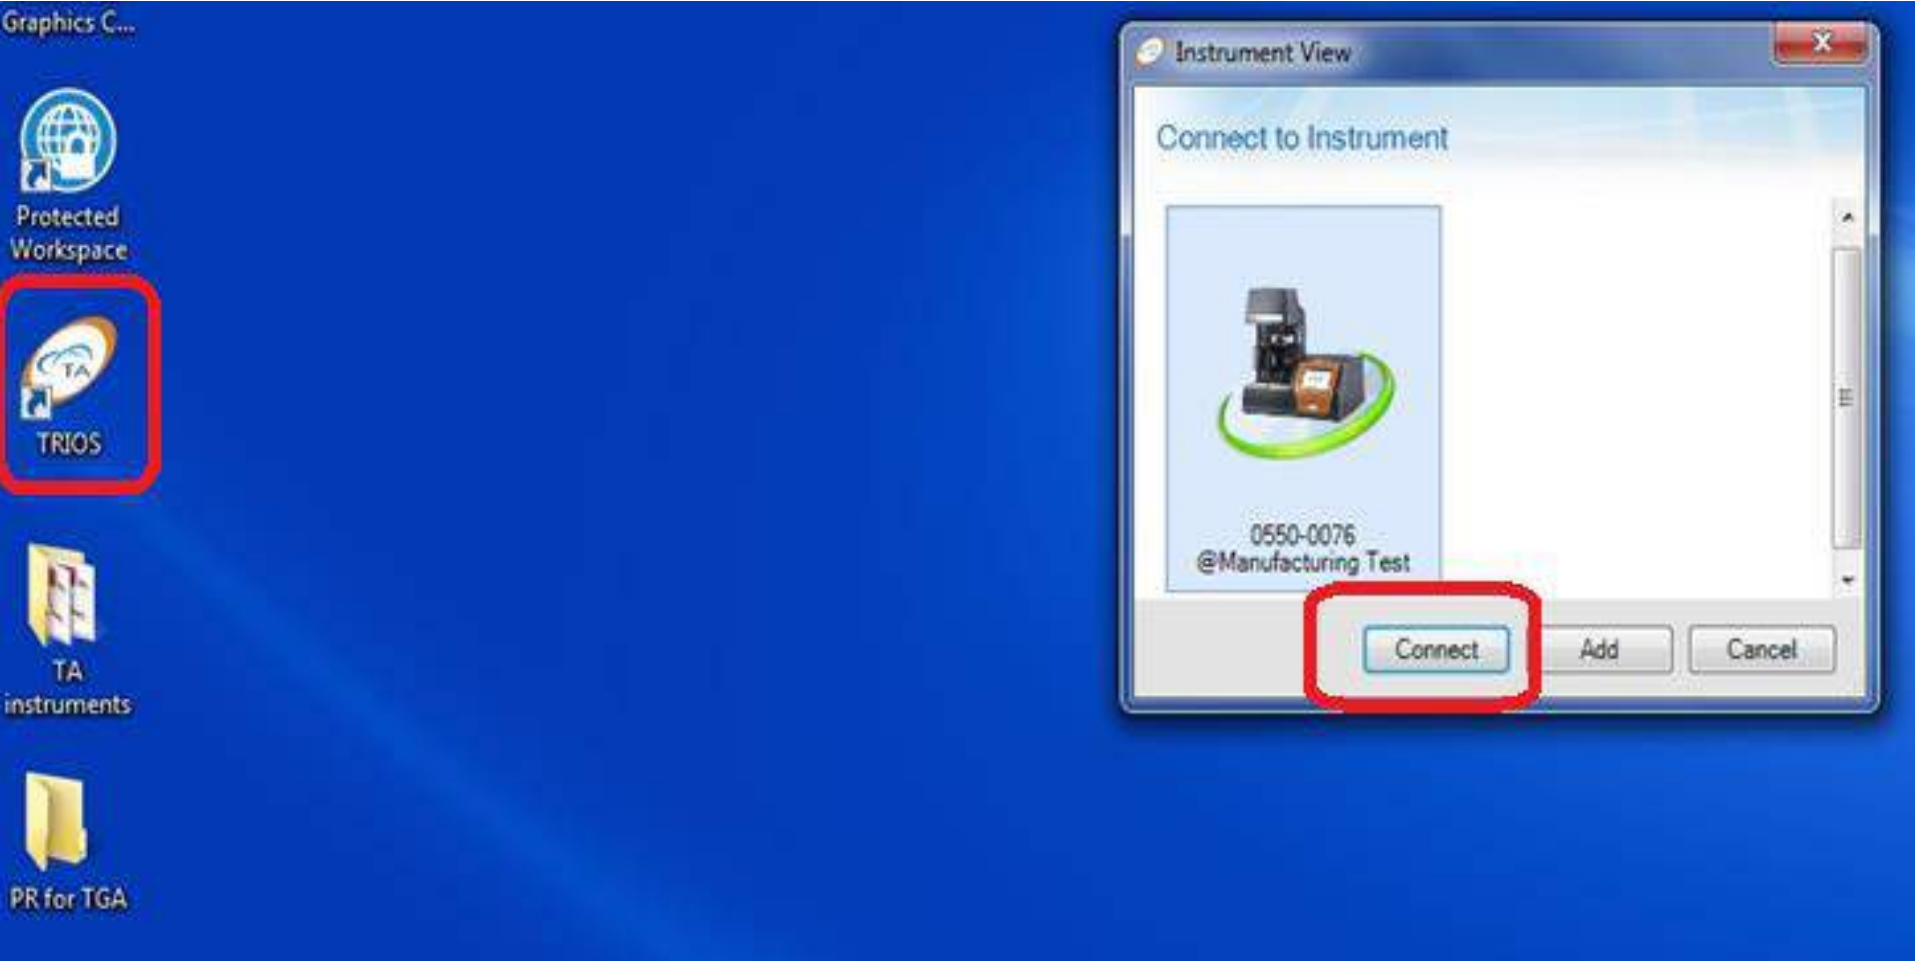 Graphics C...
Protected
Workspace
TA
TRIOS
TA
instruments
PR for TGA
Instrument View
Connect to Instrument
0550-0076
@Manufacturing Test
Connect
Add
Cancel